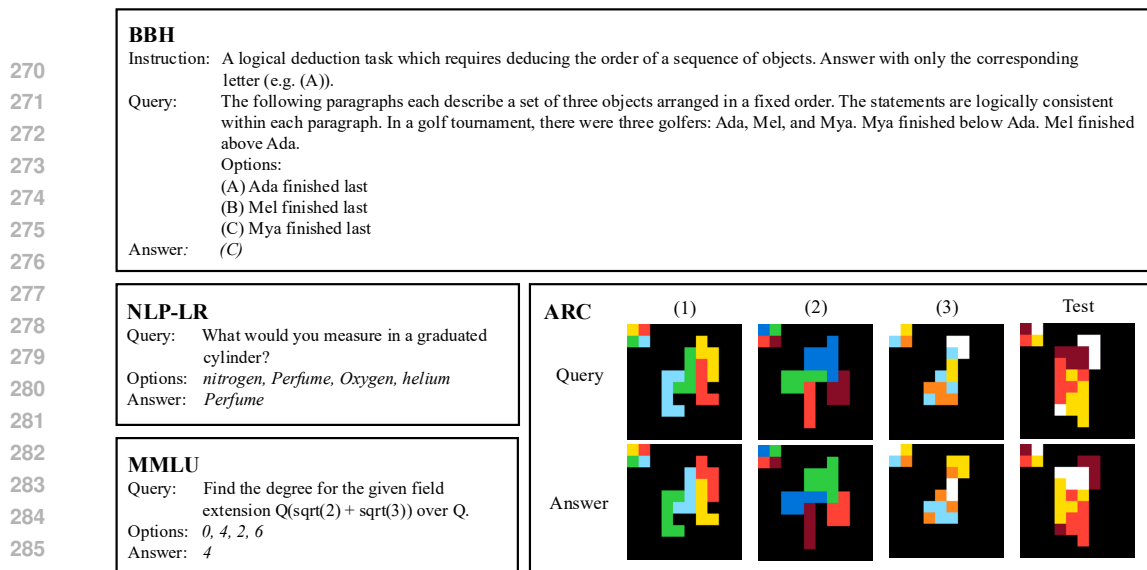 270
271
272
273
274
275
276
277
278
279
280
281
282
283
284
285
BBH
Instruction: A logical deduction task which requires deducing the order of a sequence of objects. Answer with only the corresponding
letter (e.g. (A)).
Query: The following paragraphs each describe a set of three objects arranged in a fixed order. The statements are logically consistent
within each paragraph. In a golf tournament, there were three golfers: Ada, Mel, and Mya. Mya finished below Ada. Mel finished
above Ada.
Options:
(A) Ada finished last
(B) Mel finished last
(C) Mya finished last
Answer: (C)
NLP-LR
Query: What would you measure in a graduated
cylinder?
Options: nitrogen, Perfume, Oxygen, helium
Answer: Perfume
MMLU
Query: Find the degree for the given field
extension Q(sqrt(2) + sqrt(3)) over Q.
Options: 0, 4, 2, 6
Answer: 4
ARC (1) (2) (3) Test
Query
Answer